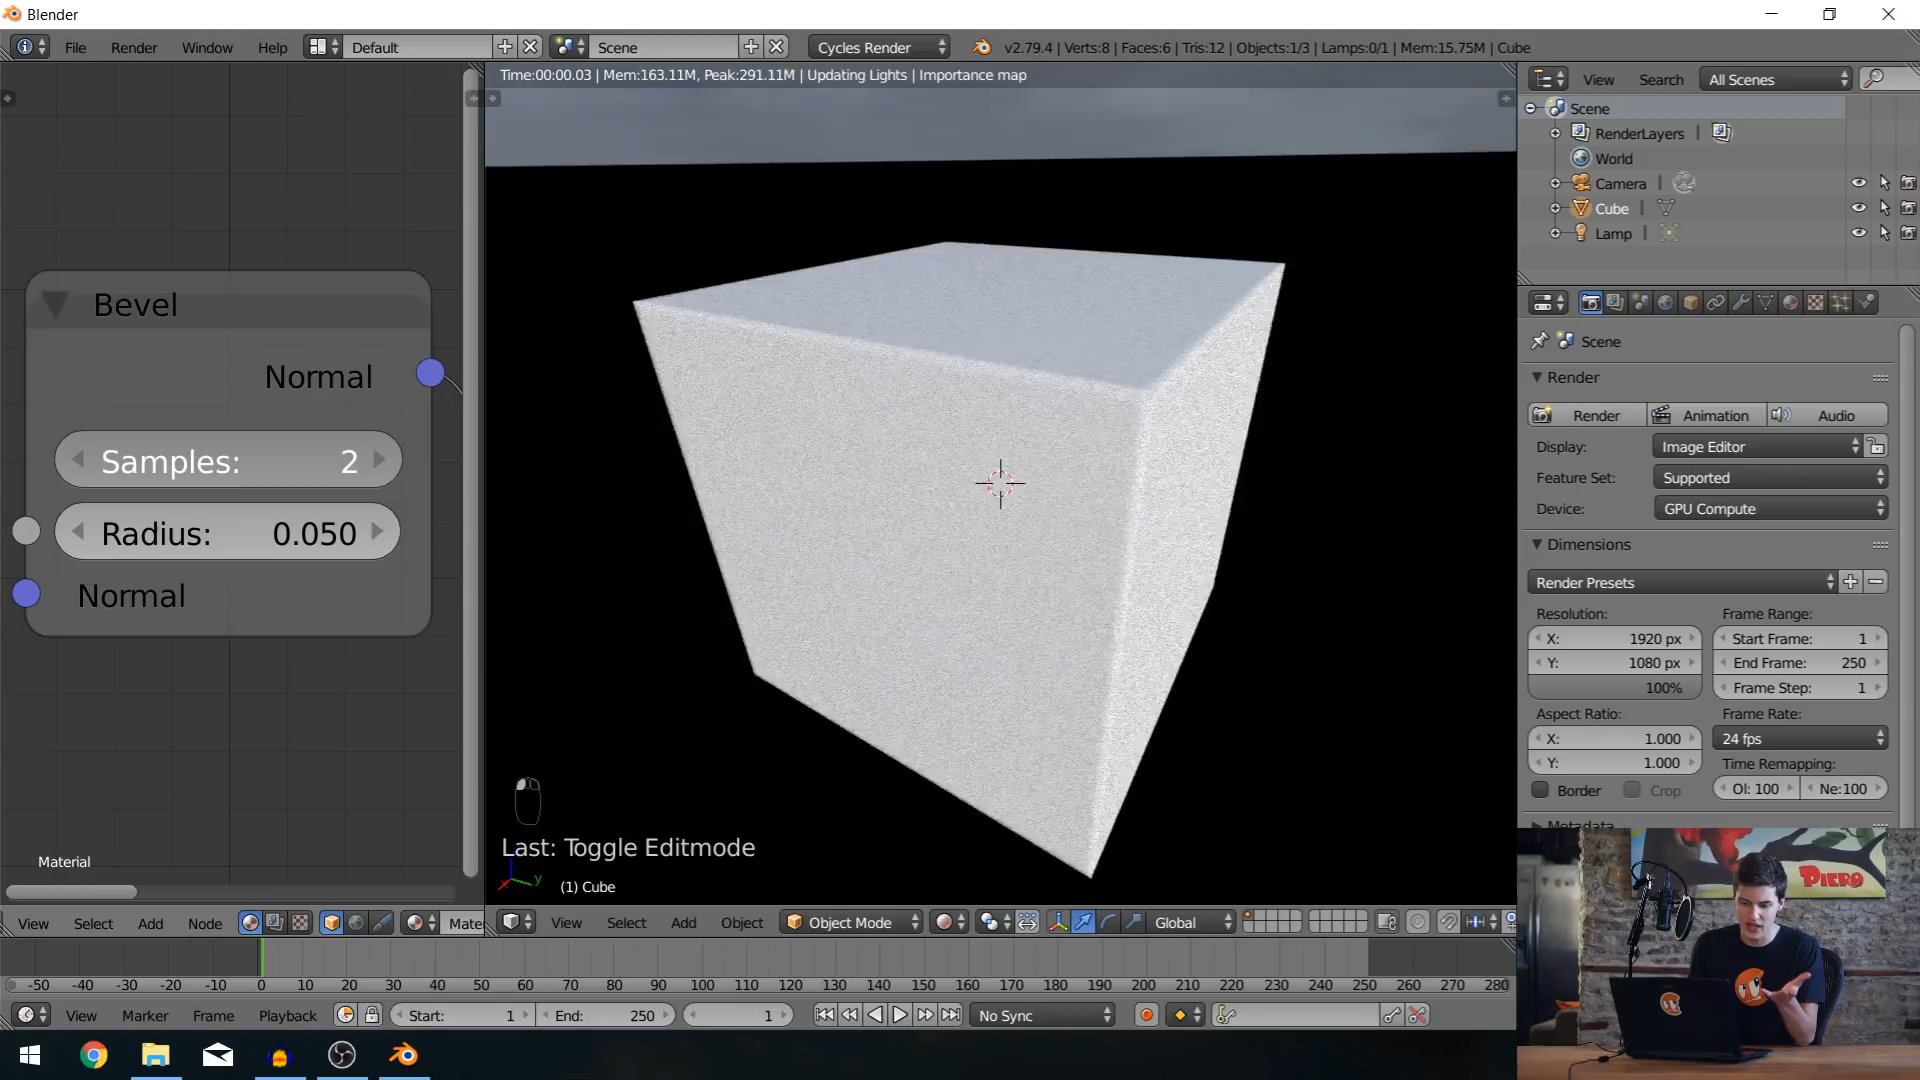 Blender
File Render Window Help Default Scene Cycles Render v2.79.4 | Verts:8 | Faces:6 | Tris:12 | Objects:1/3 | Lamps:0/1 | Mem:15.75M | Cube
Time:00:00.03 | Mem:163.11M, Peak:291.11M | Updating Lights | Importance map
View Search All Scenes
Scene
RenderLayers
World
Camera
Cube
Lamp
Bevel
Normal
Samples: 2
Radius: 0.050
Normal
Material
Last: Toggle Editmode
y
x
(1) Cube
Scene
Render
Render Animation Audio
Display: Image Editor
Feature Set: Supported
Device: GPU Compute
Dimensions
Render Presets
Resolution: Frame Range:
X: 1920 px Start Frame: 1
Y: 1080 px End Frame: 250
100% Frame Step: 1
Aspect Ratio: Frame Rate:
X: 1.000 24 fps
Y: 1.000 Time Remapping:
Border Crop Ol: 100 Ne:100
Metadata
PIERO
View Select Add Node Mate
View Select Add Object Object Mode Global
-50 -40 -30 -20 -10 0 10 20 30 40 50 60 70 80 90 100 110 120 130 140 150 160 170 180 190 200 210 220 230 240 250 260 270 280
View Marker Frame Playback Start: 1 End: 250 1 No Sync